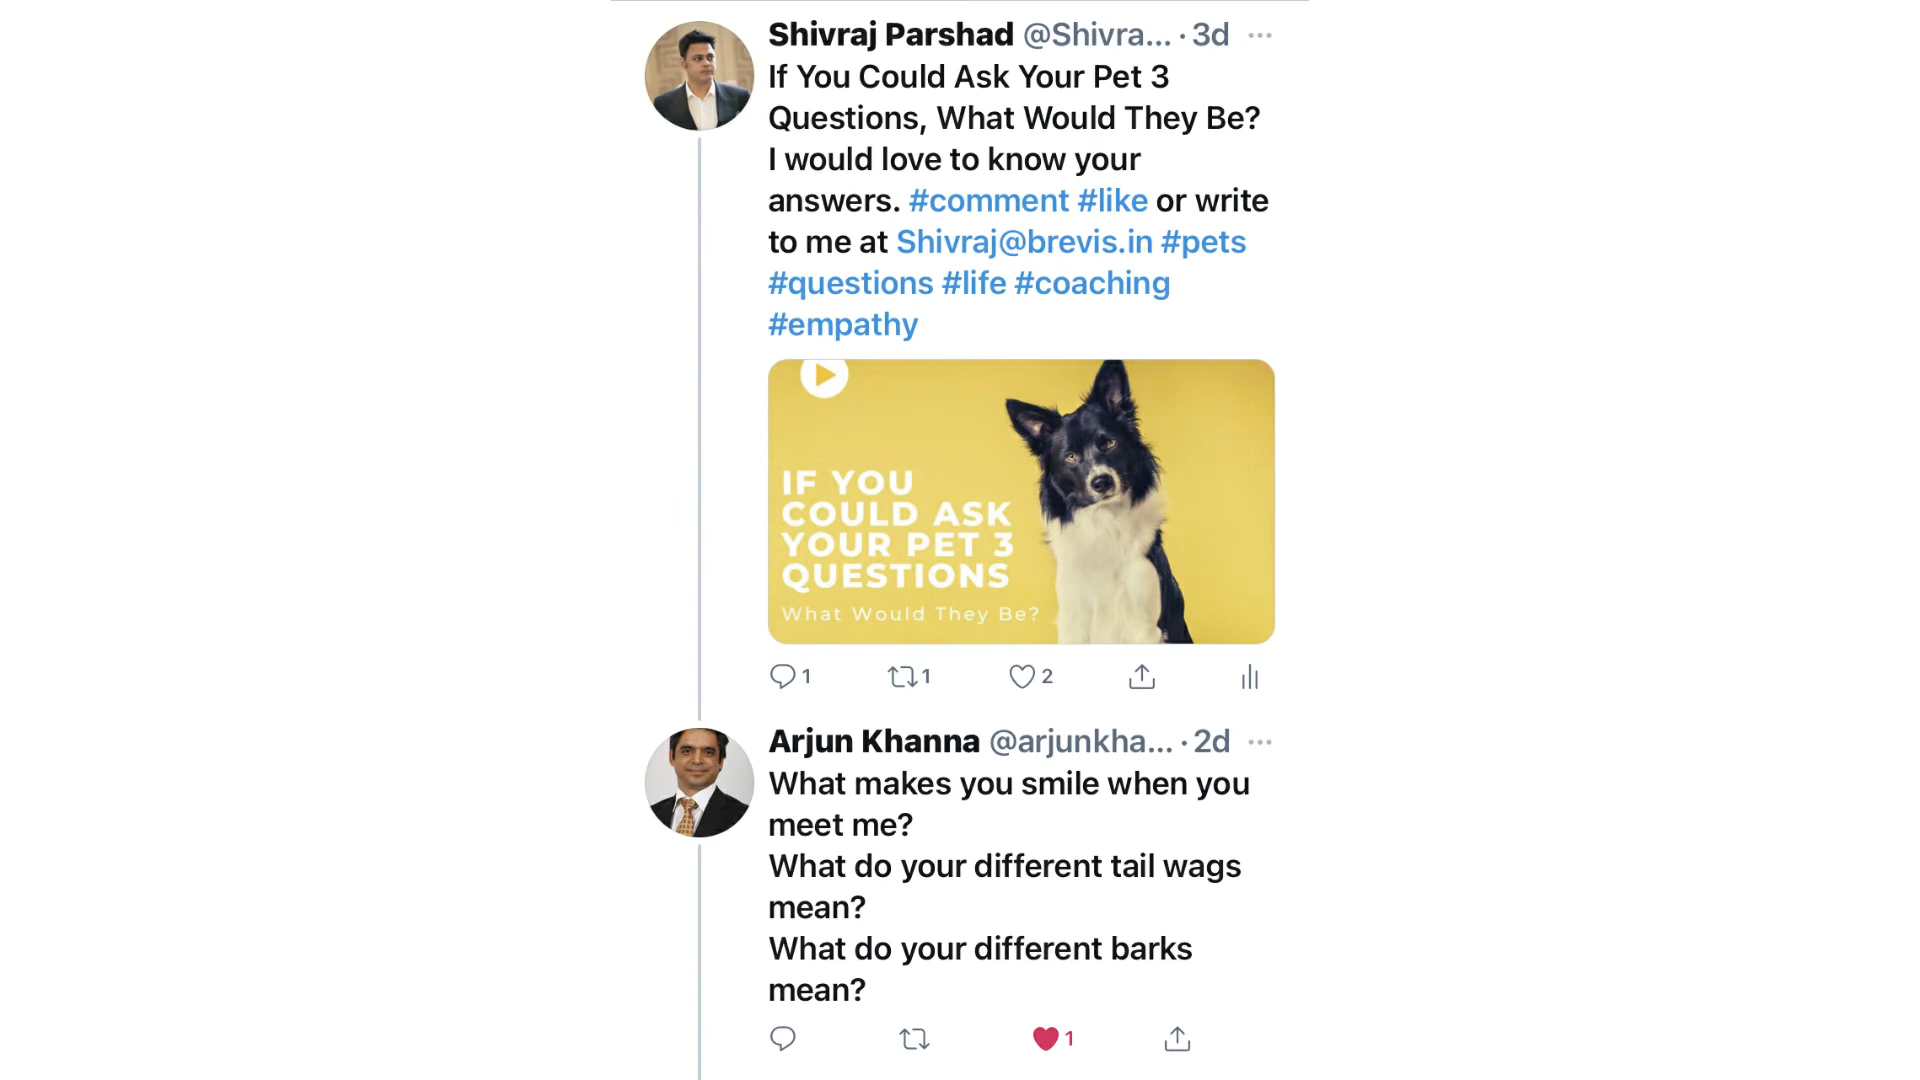 Shivraj Parshad @Shivra... · 3d
If You Could Ask Your Pet 3
Questions, What Would They Be?
I would love to know your
answers. #comment #like or write
to me at Shivraj@brevis.in #pets
#questions #life #coaching
#empathy
IF YOU
COULD ASK
YOUR PET 3
QUESTIONS
What Would They Be?
1 1 2
Arjun Khanna @arjunkha... · 2d
What makes you smile when you
meet me?
What do your different tail wags
mean?
What do your different barks
mean?
1